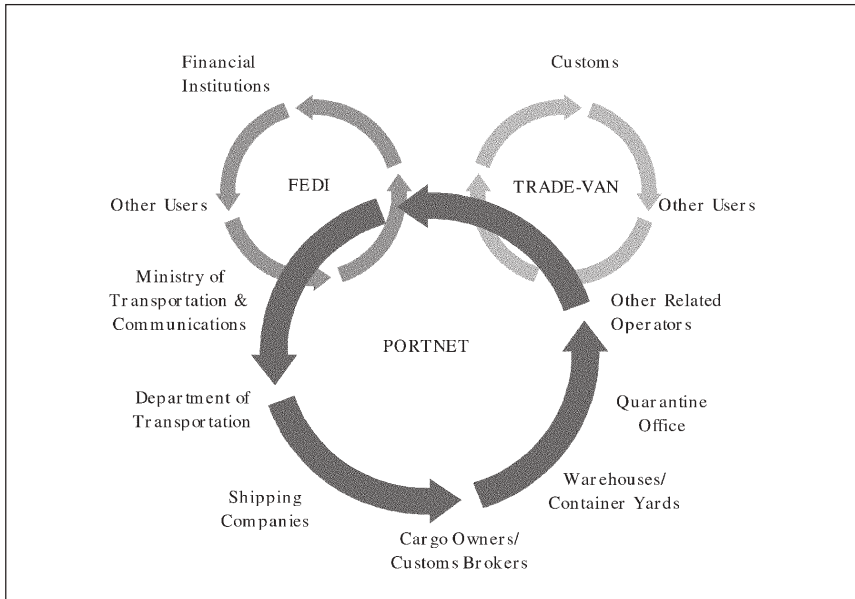 Financial
Institutions
Customs
FEDI
TRADE-VAN
Other Users
Other Users
Ministry of
Transportation &
Communications
Other Related
Operators
PORTNET
Department of
Transportation
Quarantine
Office
Shipping
Companies
Warehouses/
Container Yards
Cargo Owners/
Customs Brokers